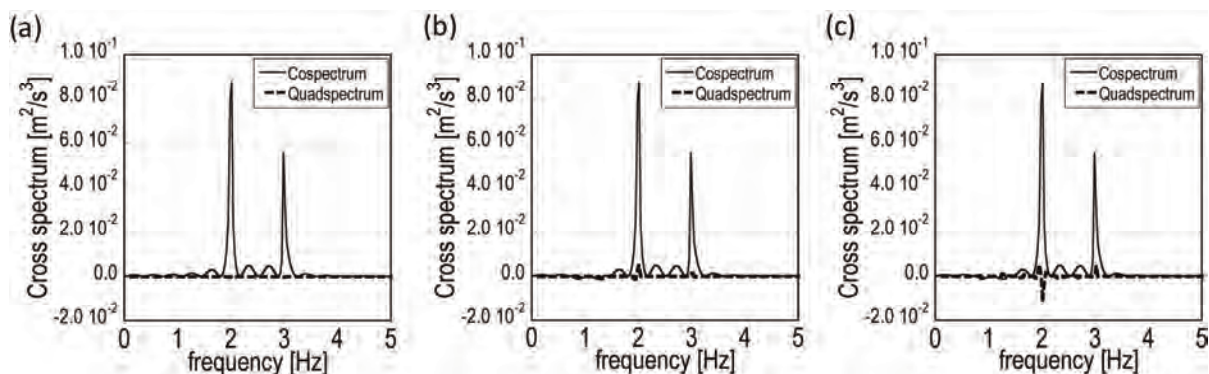 (a)
1.0 10⁻¹
8.0 10⁻²
6.0 10⁻²
4.0 10⁻²
2.0 10⁻²
0.0
-2.0 10⁻²
Cross spectrum [m²/s³]
Cospectrum
Quadspectrum
0 1 2 3 4 5
frequency [Hz]
(b)
1.0 10⁻¹
8.0 10⁻²
6.0 10⁻²
4.0 10⁻²
2.0 10⁻²
0.0
-2.0 10⁻²
Cross spectrum [m²/s³]
Cospectrum
Quadspectrum
0 1 2 3 4 5
frequency [Hz]
(c)
1.0 10⁻¹
8.0 10⁻²
6.0 10⁻²
4.0 10⁻²
2.0 10⁻²
0.0
-2.0 10⁻²
Cross spectrum [m²/s³]
Cospectrum
Quadspectrum
0 1 2 3 4 5
frequency [Hz]